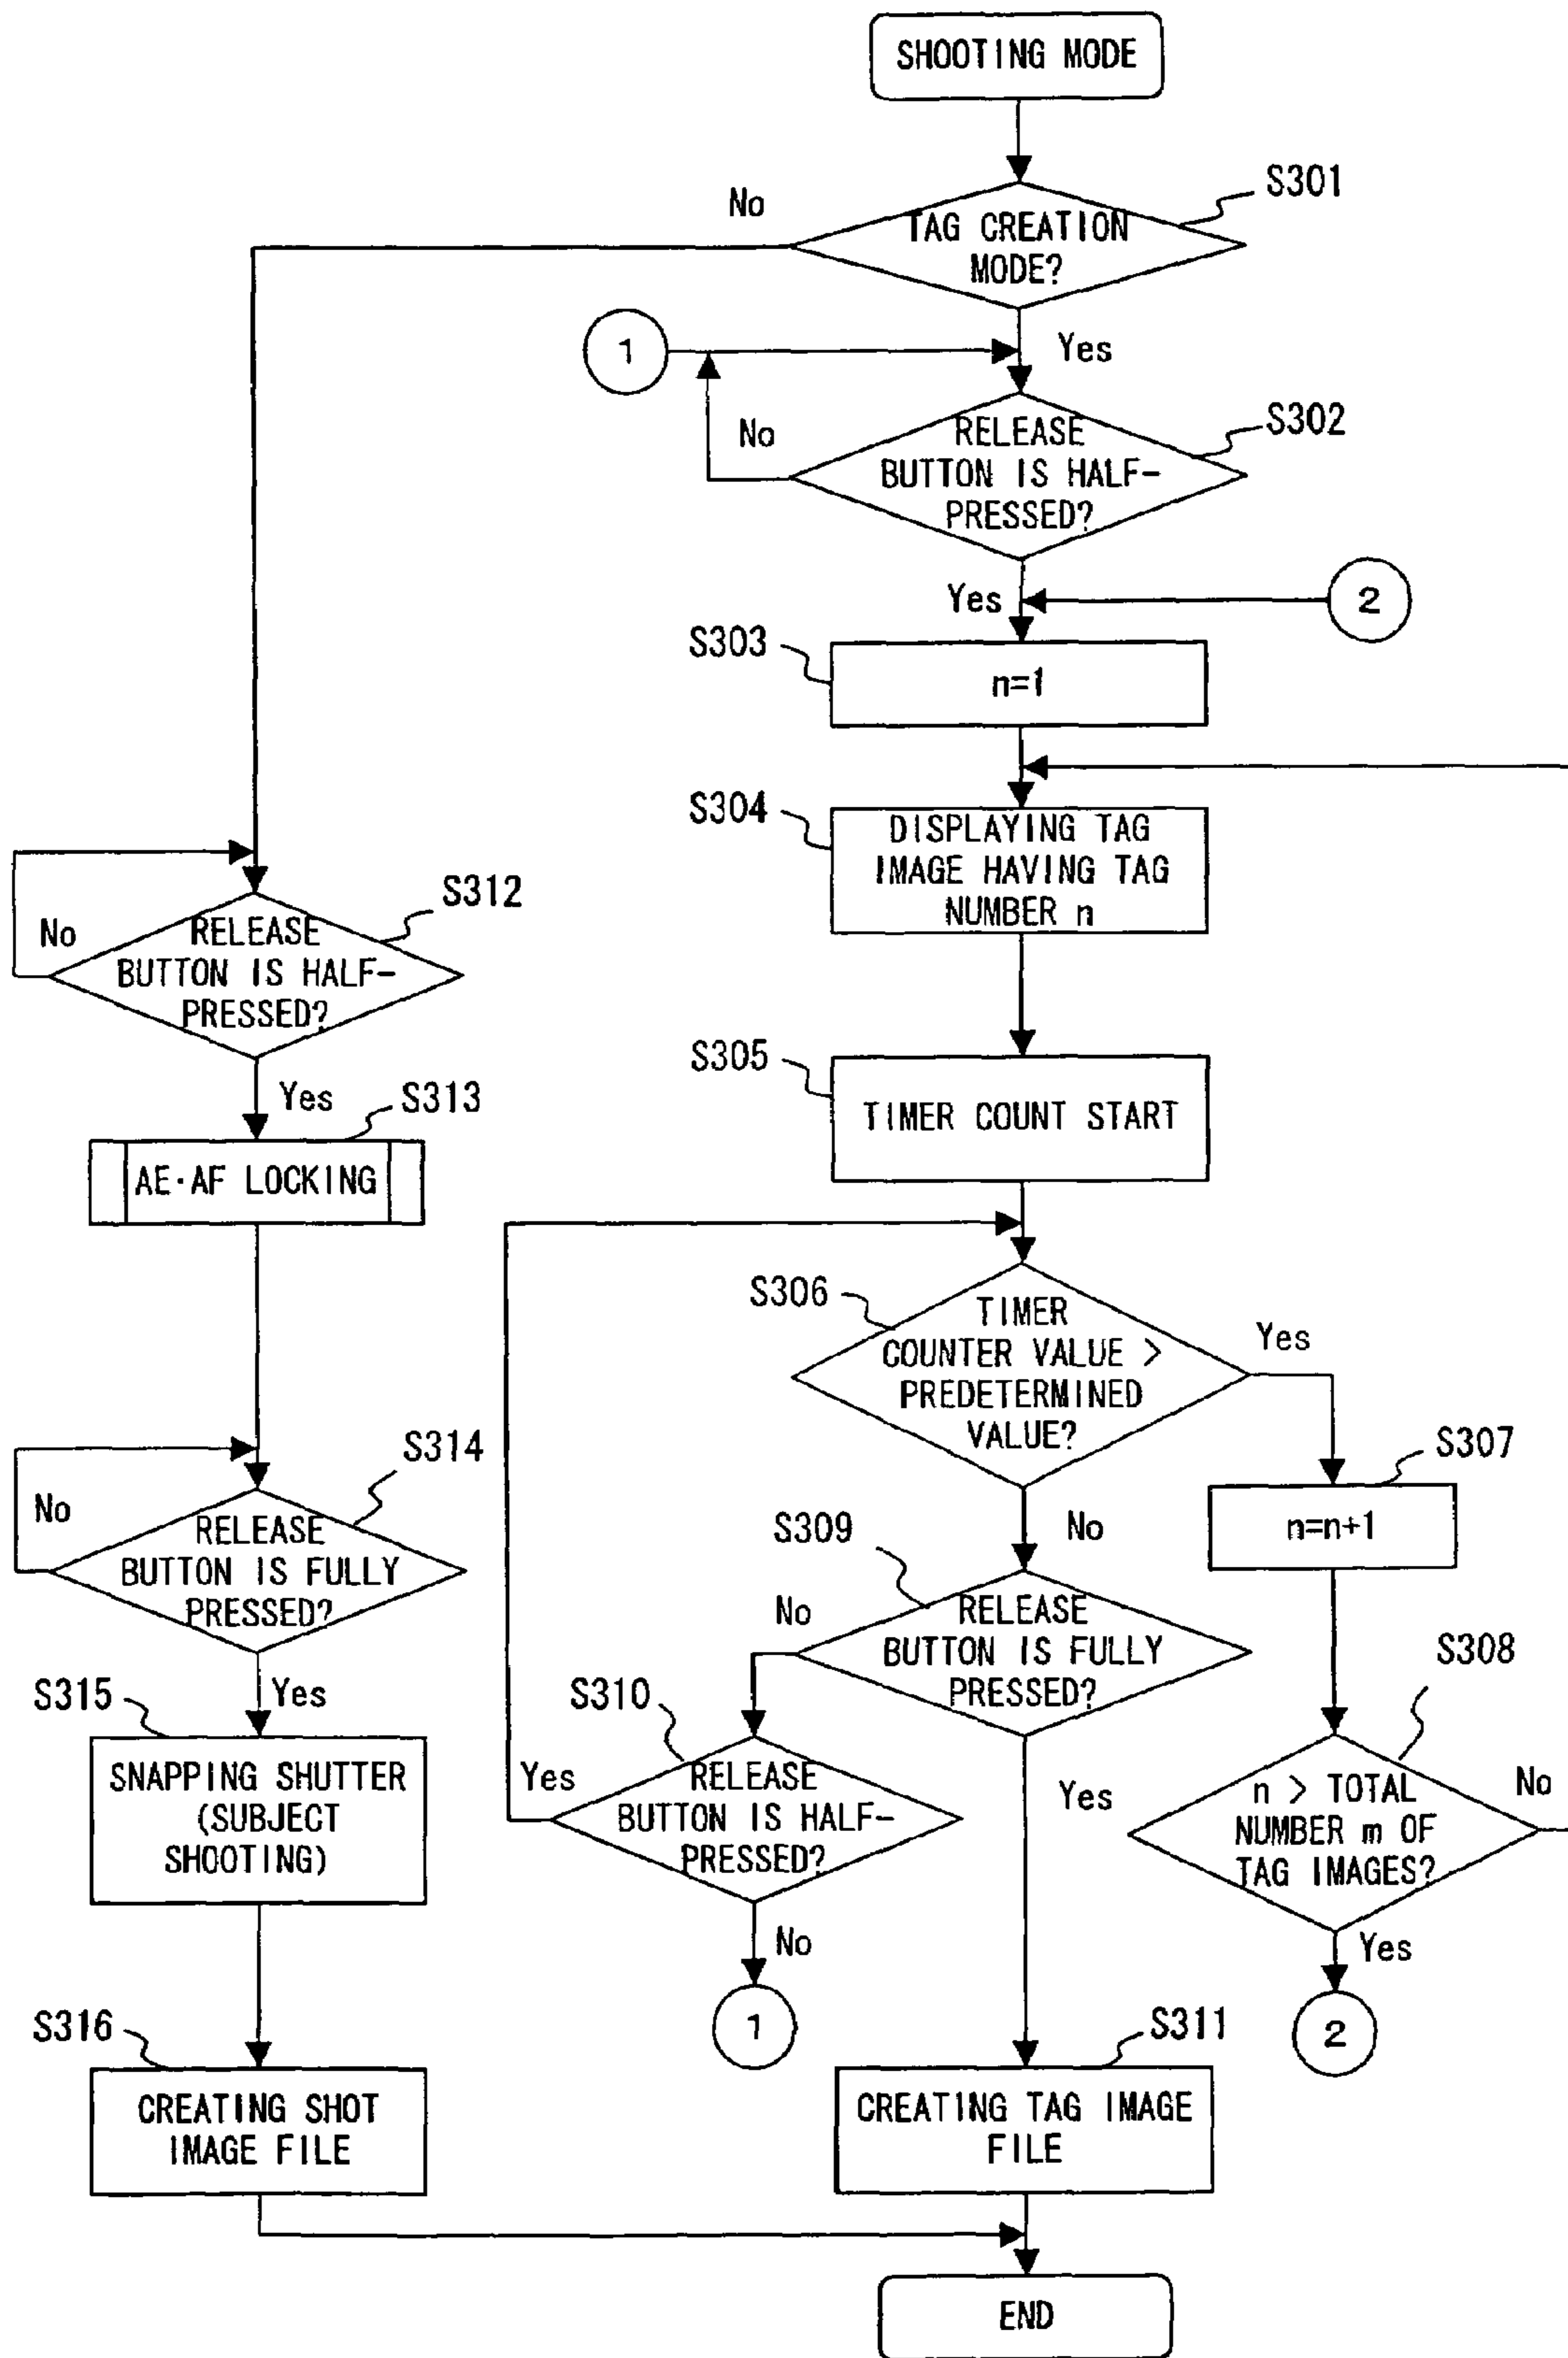 SHOOTING MODE
S301
No
TAG CREATION
MODE?
1
Yes
S302
No
RELEASE
BUTTON IS HALF-
PRESSED?
Yes
2
S303
n=1
S304
DISPLAYING TAG
IMAGE HAVING TAG
NUMBER n
S312
No
RELEASE
BUTTON IS HALF-
PRESSED?
S305
TIMER COUNT START
Yes
S313
AE·AF LOCKING
S306
TIMER
COUNTER VALUE >
PREDETERMINED
VALUE?
Yes
S314
No
RELEASE
BUTTON IS FULLY
PRESSED?
S307
n=n+1
S309
No
No
RELEASE
BUTTON IS FULLY
PRESSED?
S308
S315
Yes
SNAPPING SHUTTER
(SUBJECT
SHOOTING)
S310
Yes
RELEASE
BUTTON IS HALF-
PRESSED?
Yes
n > TOTAL
NUMBER m OF
TAG IMAGES?
No
No
Yes
1
2
S316
CREATING SHOT
IMAGE FILE
S311
CREATING TAG IMAGE
FILE
END